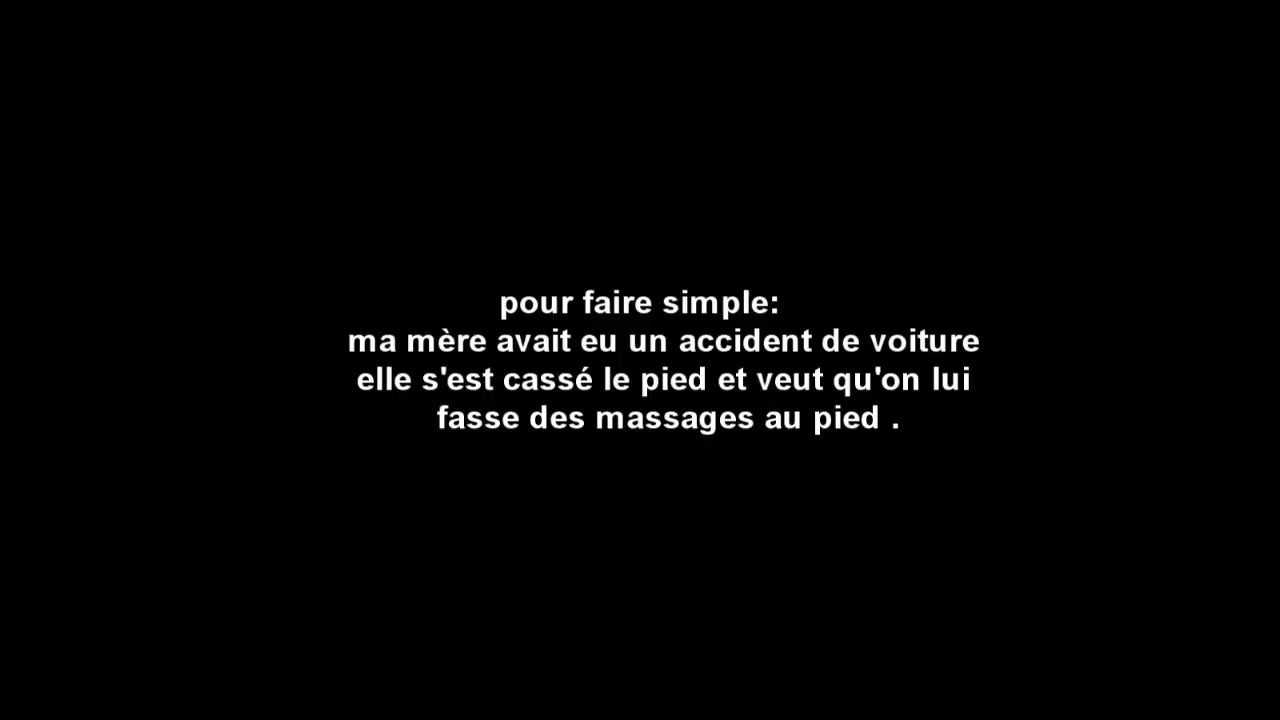 pour faire simple:
ma mère avait eu un accident de voiture
elle s'est cassé le pied et veut qu'on lui
fasse des massages au pied .